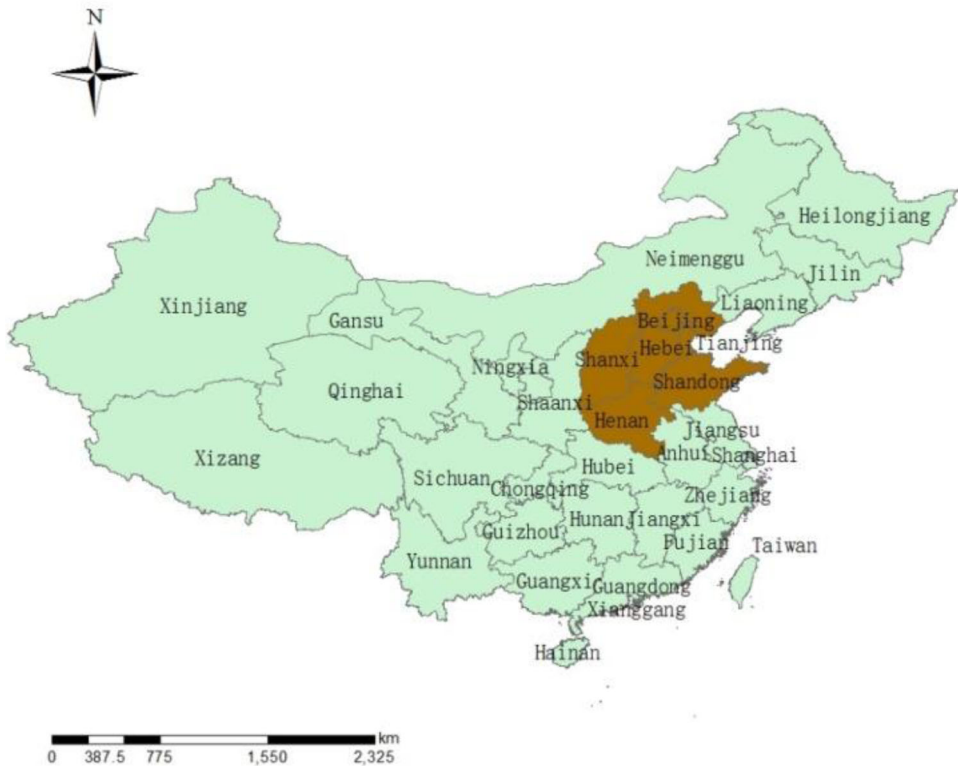 N
Heilongjiang
Neimenggu
Jilin
Xinjiang
Liaoning
Gansu
Beijing
Tianjing
Shanxi
Hebei
Ningxia
Qinghai
Shandong
Shaanxi
Henan
Jiangsu
Xizang
Anhui
Shanghai
Hubei
Sichuan
Chongqing
Zhejiang
Hunan
Jiangxi
Guizhou
Fujian
Taiwan
Yunnan
Guangxi
Guangdong
Xianggang
Hainan
km
0 387.5 775 1,550 2,325